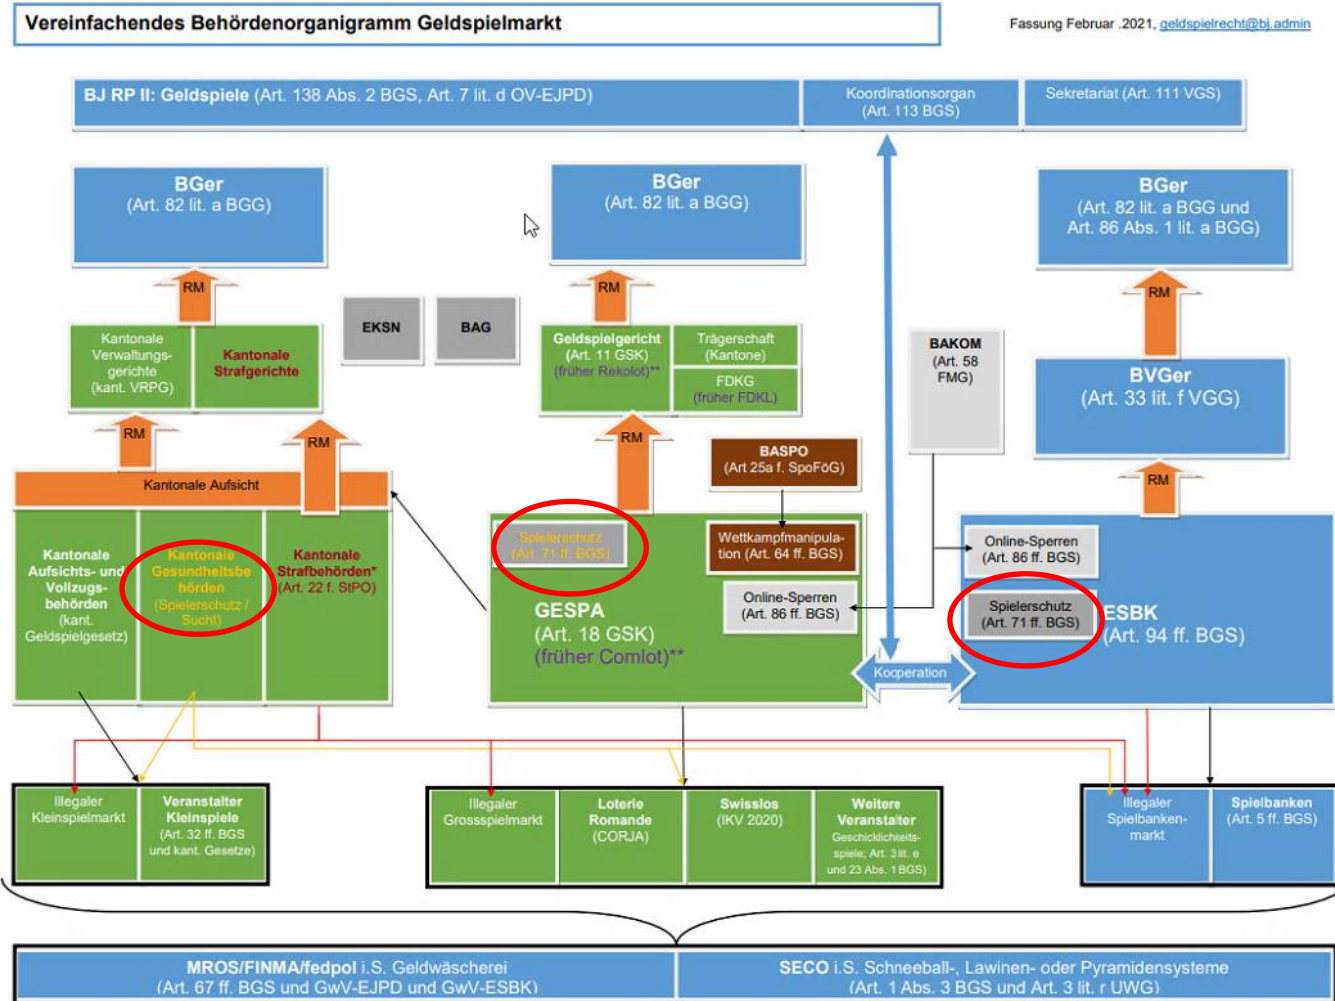 Vereinfachendes Behördenorganigramm Geldspielmarkt
Fassung Februar .2021, geldspielrecht@bj.admin
BJ RP II: Geldspiele (Art. 138 Abs. 2 BGS, Art. 7 lit. d OV-EJPD)
Koordinationsorgan
(Art. 113 BGS)
Sekretariat (Art. 111 VGS)
BGer
(Art. 82 lit. a BGG)
BGer
(Art. 82 lit. a BGG)
BGer
(Art. 82 lit. a BGG und
Art. 86 Abs. 1 lit. a BGG)
RM
RM
RM
Kantonale
Verwaltungs-
gerichte
(kant. VRPG)
Kantonale
Strafgerichte
EKSN
BAG
Geldspielgericht
(Art. 11 GSK)
(früher Rekolot)**
Trägerschaft
(Kantone)
FDKG
(früher FDKL)
BAKOM
(Art. 58
FMG)
BVGer
(Art. 33 lit. f VGG)
RM
RM
RM
RM
BASPO
(Art 25a f. SpoFöG)
Kantonale Aufsicht
Kantonale
Aufsichts- und
Vollzugs-
behörden
(kant.
Geldspielgesetz)
Kantonale
Gesundheitsbe
hörden
(Spielerschutz /
Sucht)
Kantonale
Strafbehörden*
(Art. 22 f. StPO)
Spielerschutz
(Art. 71 ff. BGS)
Wettkampfmanipula-
tion (Art. 64 ff. BGS)
Online-Sperren
(Art. 86 ff. BGS)
GESPA
(Art. 18 GSK)
(früher Comlot)**
Kooperation
Online-Sperren
(Art. 86 ff. BGS)
Spielerschutz
(Art. 71 ff. BGS)
ESBK
(Art. 94 ff. BGS)
Illegaler
Kleinspielmarkt
Veranstalter
Kleinspiele
(Art. 32 ff. BGS
und kant. Gesetze)
Illegaler
Grossspielmarkt
Loterie
Romande
(CORJA)
Swisslos
(IKV 2020)
Weitere
Veranstalter
Geschicklichkeits-
spiele; Art. 3 lit. e
und 23 Abs. 1 BGS)
Illegaler
Spielbanken-
markt
Spielbanken
(Art. 5 ff. BGS)
MROS/FINMA/fedpol i.S. Geldwäscherei
(Art. 67 ff. BGS und GwV-EJPD und GwV-ESBK)
SECO i.S. Schneeball-, Lawinen- oder Pyramidensysteme
(Art. 1 Abs. 3 BGS und Art. 3 lit. r UWG)